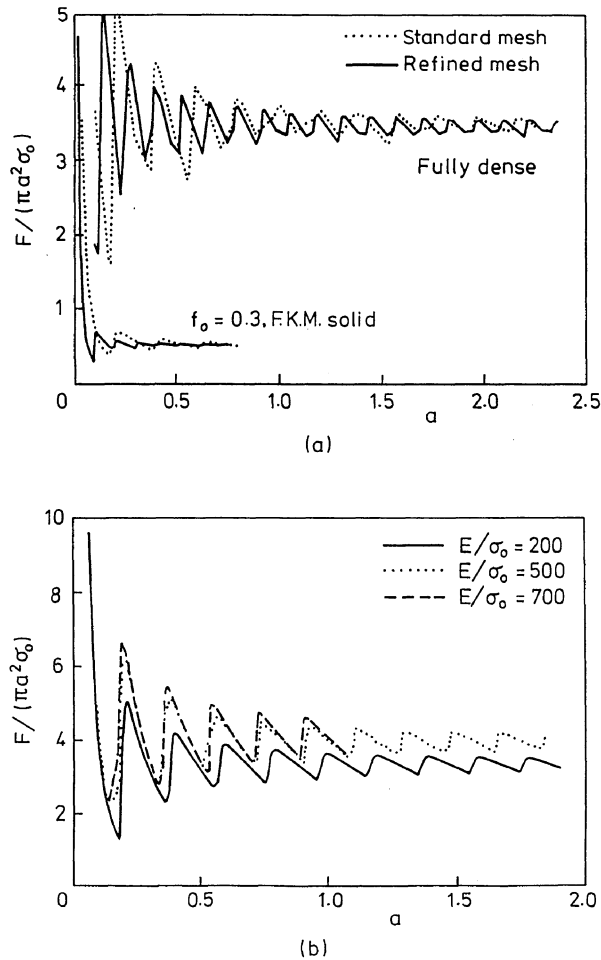 5
4
3
2
1
0
F/(πa²σ₀)
Standard mesh
Refined mesh
Fully dense
f₀ = 0.3, F.K.M. solid
0.5
1.0
1.5
2.0
2.5
a
(a)
10
8
6
4
2
0
F/(πa²σ₀)
E/σ₀ = 200
E/σ₀ = 500
E/σ₀ = 700
0.5
1.0
1.5
2.0
a
(b)